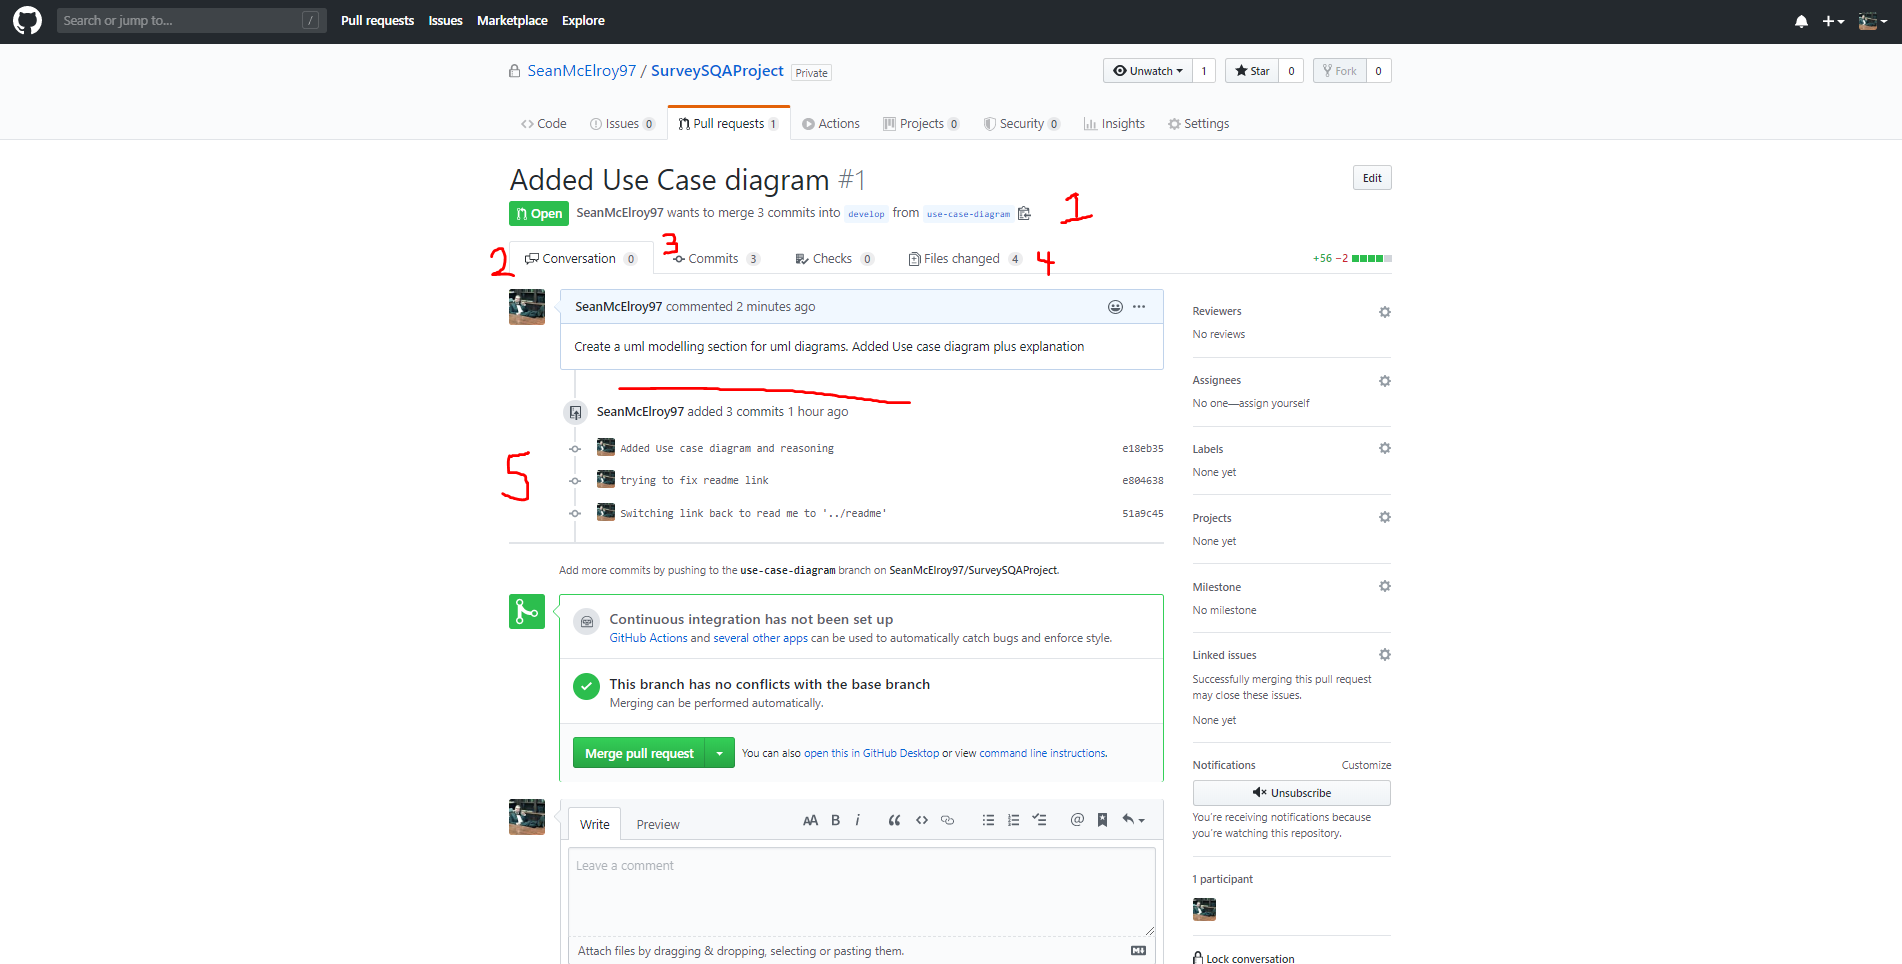 Search or jump to... /
Pull requests Issues Marketplace Explore
SeanMcElroy97 / SurveySQAProject Private
Unwatch 1 Star 0 Fork 0
Code Issues 0 Pull requests 1 Actions Projects 0 Security 0 Insights Settings
Added Use Case diagram #1
Edit
Open SeanMcElroy97 wants to merge 3 commits into develop from use-case-diagram 1
2 Conversation 0 3 Commits 3 Checks 0 Files changed 4 4
+56 −2
SeanMcElroy97 commented 2 minutes ago
Create a uml modelling section for uml diagrams. Added Use case diagram plus explanation
SeanMcElroy97 added 3 commits 1 hour ago
5
Added Use case diagram and reasoning e18eb35
trying to fix readme link e804638
Switching link back to read me to '../readme' 51a9c45
Add more commits by pushing to the use-case-diagram branch on SeanMcElroy97/SurveySQAProject.
Continuous integration has not been set up
GitHub Actions and several other apps can be used to automatically catch bugs and enforce style.
This branch has no conflicts with the base branch
Merging can be performed automatically.
Merge pull request You can also open this in GitHub Desktop or view command line instructions.
Write Preview
AA B i
Leave a comment
Attach files by dragging & dropping, selecting or pasting them.
Reviewers
No reviews
Assignees
No one—assign yourself
Labels
None yet
Projects
None yet
Milestone
No milestone
Linked issues
Successfully merging this pull request
may close these issues.
None yet
Notifications Customize
Unsubscribe
You're receiving notifications because
you're watching this repository.
1 participant
Lock conversation